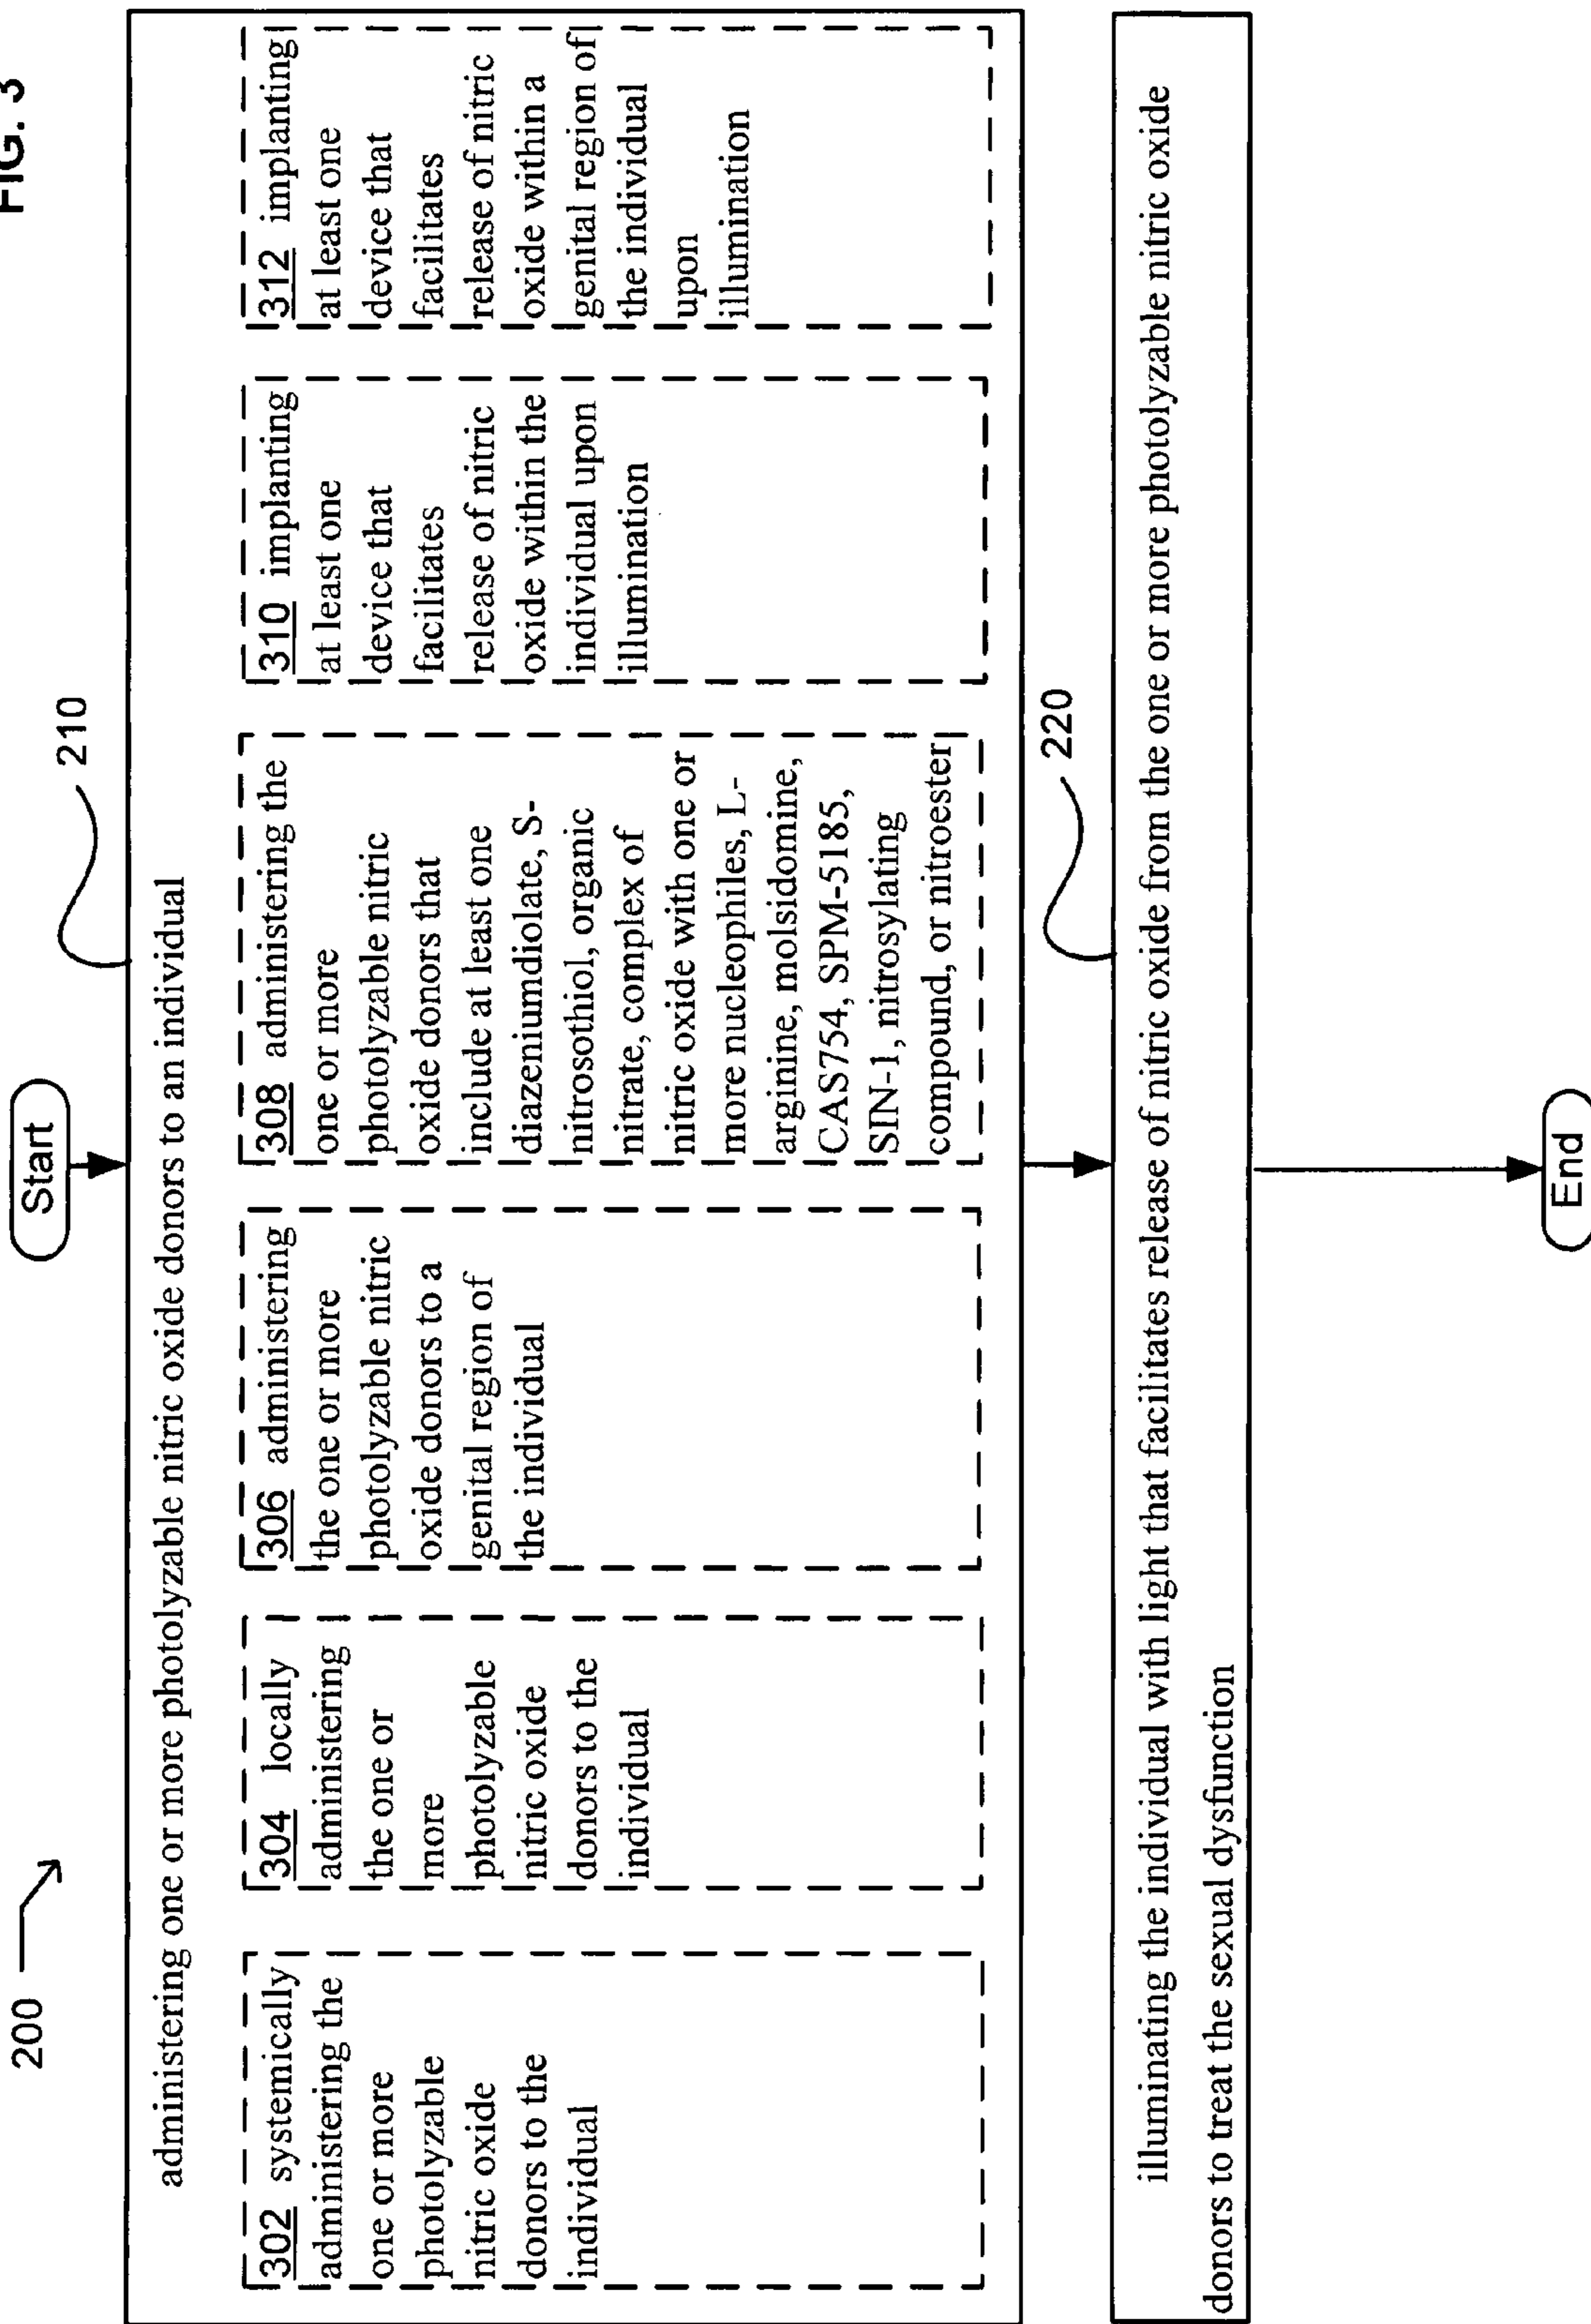 FIG. 3
200
Start
210
administering one or more photolyzable nitric oxide donors to an individual
302 systemically
administering the
one or more
photolyzable
nitric oxide
donors to the
individual
304 locally
administering
the one or
more
photolyzable
nitric oxide
donors to the
individual
306 administering
the one or more
photolyzable nitric
oxide donors to a
genital region of
the individual
308 administering the
one or more
photolyzable nitric
oxide donors that
include at least one
diazeniumdiolate, S-
nitrosothiol, organic
nitrate, complex of
nitric oxide with one or
more nucleophiles, L-
arginine, molsidomine,
CAS754, SPM-5185,
SIN-1, nitrosylating
compound, or nitroester
310 implanting
at least one
device that
facilitates
release of nitric
oxide within the
individual upon
illumination
312 implanting
at least one
device that
facilitates
release of nitric
oxide within a
genital region of
the individual
upon
illumination
220
illuminating the individual with light that facilitates release of nitric oxide from the one or more photolyzable nitric oxide
donors to treat the sexual dysfunction
End